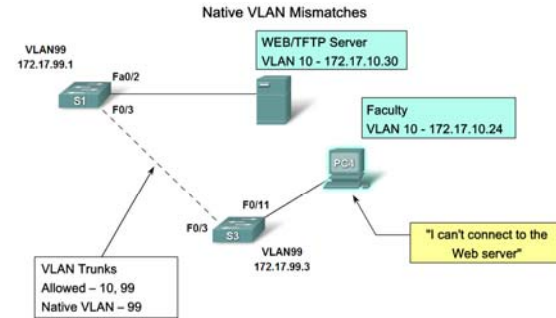 Native VLAN Mismatches
WEB/TFTP Server
VLAN 10 - 172.17.10.30
VLAN99
172.17.99.1
Fa0/2
S1
F0/3
Faculty
VLAN 10 - 172.17.10.24
PC4
F0/11
F0/3
S3
VLAN99
172.17.99.3
"I can't connect to the
Web server"
VLAN Trunks
Allowed – 10, 99
Native VLAN – 99